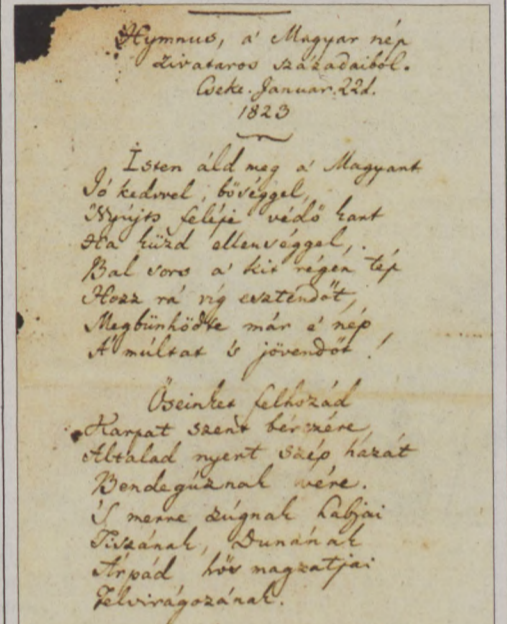 Hymnus, a' Magyar nép
zivataros századaiból.
Cseke. Januar. 22d.
1823
Isten áld meg a' Magyart
Jó kedvvel bőséggel,
Nyújts feléje védő kart
Ha küzd ellenséggel,
Bal sors a' kit régen tép
Hozz rá víg esztendőt,
Megbűnhődte már e' nép
A' múltat 's jövendőt!
Őseinket felhozád
Kárpát szent bérczére,
Általad nyert szép hazát
Bendegúznak vére.
'S merre zúgnak habjai
Tiszának, Dunának
Árpád hős magzatjai
Felvirágozának.